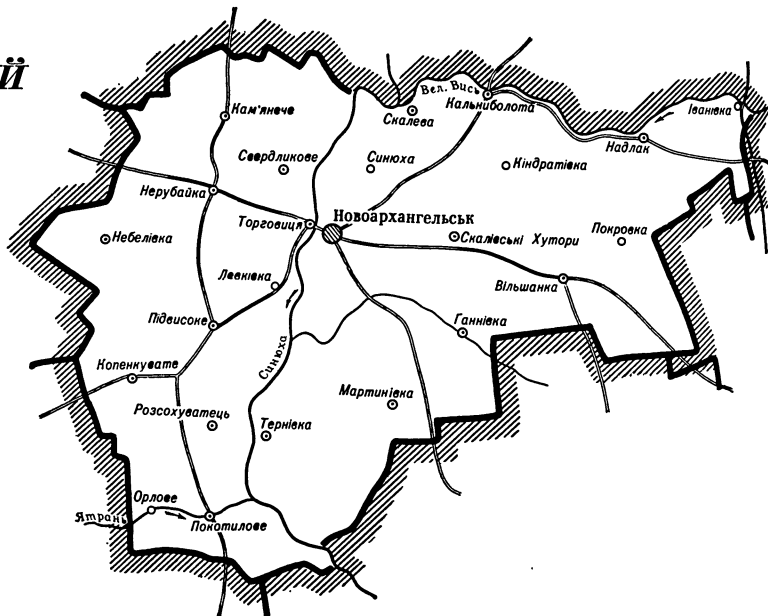 Й
Вел. Вись
Кам'янече
Скалева
Кальниболота
Іванівка
Надлак
Свердликове
Синюха
Кіндратівка
Нерубайка
Новоархангельськ
Торговиця
Небелівка
Скалівські Хутори
Покровка
Левківка
Вільшанка
Підвисоке
Ганнівка
Синюха
Копенкувате
Мартинівка
Розсохуватець
Тернівка
Орлове
Ятрань
Покотилове